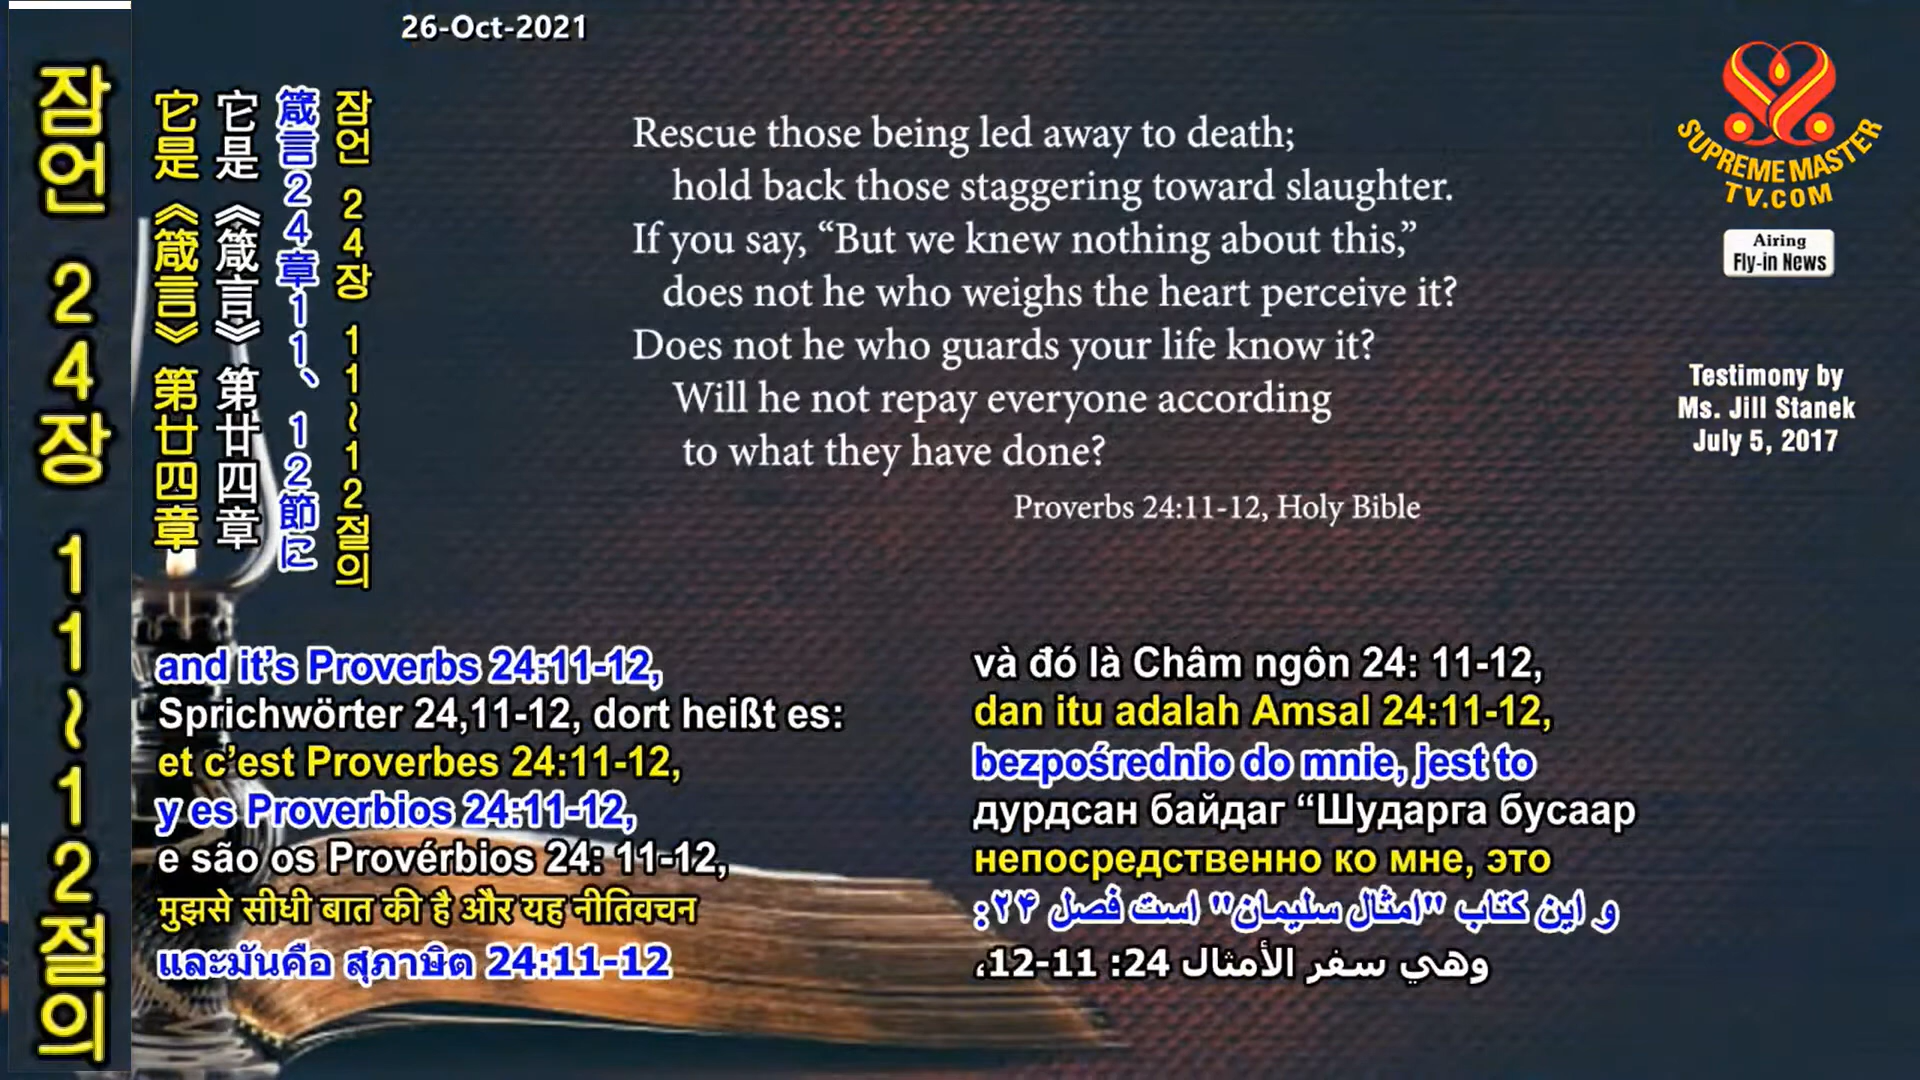 26-Oct-2021
잠언 24장 11~12절의
它是《箴言》第廿四章
它是《箴言》第廿四章
箴言24章11、12節に
잠언 24장 11~12절의
Rescue those being led away to death;
hold back those staggering toward slaughter.
If you say, “But we knew nothing about this,”
does not he who weighs the heart perceive it?
Does not he who guards your life know it?
Will he not repay everyone according
to what they have done?
Proverbs 24:11-12, Holy Bible
SUPREME MASTER
TV.COM
Airing
Fly-in News
Testimony by
Ms. Jill Stanek
July 5, 2017
and it’s Proverbs 24:11-12,
Sprichwörter 24,11-12, dort heißt es:
et c’est Proverbes 24:11-12,
y es Proverbios 24:11-12,
e são os Provérbios 24: 11-12,
मुझसे सीधी बात की है और यह नीतिवचन
และมันคือ สุภาษิต 24:11-12
và đó là Châm ngôn 24: 11-12,
dan itu adalah Amsal 24:11-12,
bezpośrednio do mnie, jest to
дурдсан байдаг “Шударга бусаар
непосредственно ко мне, это
و این کتاب "امثال سلیمان" است فصل ۲۴:
وهي سفر الأمثال 24: 11-12،